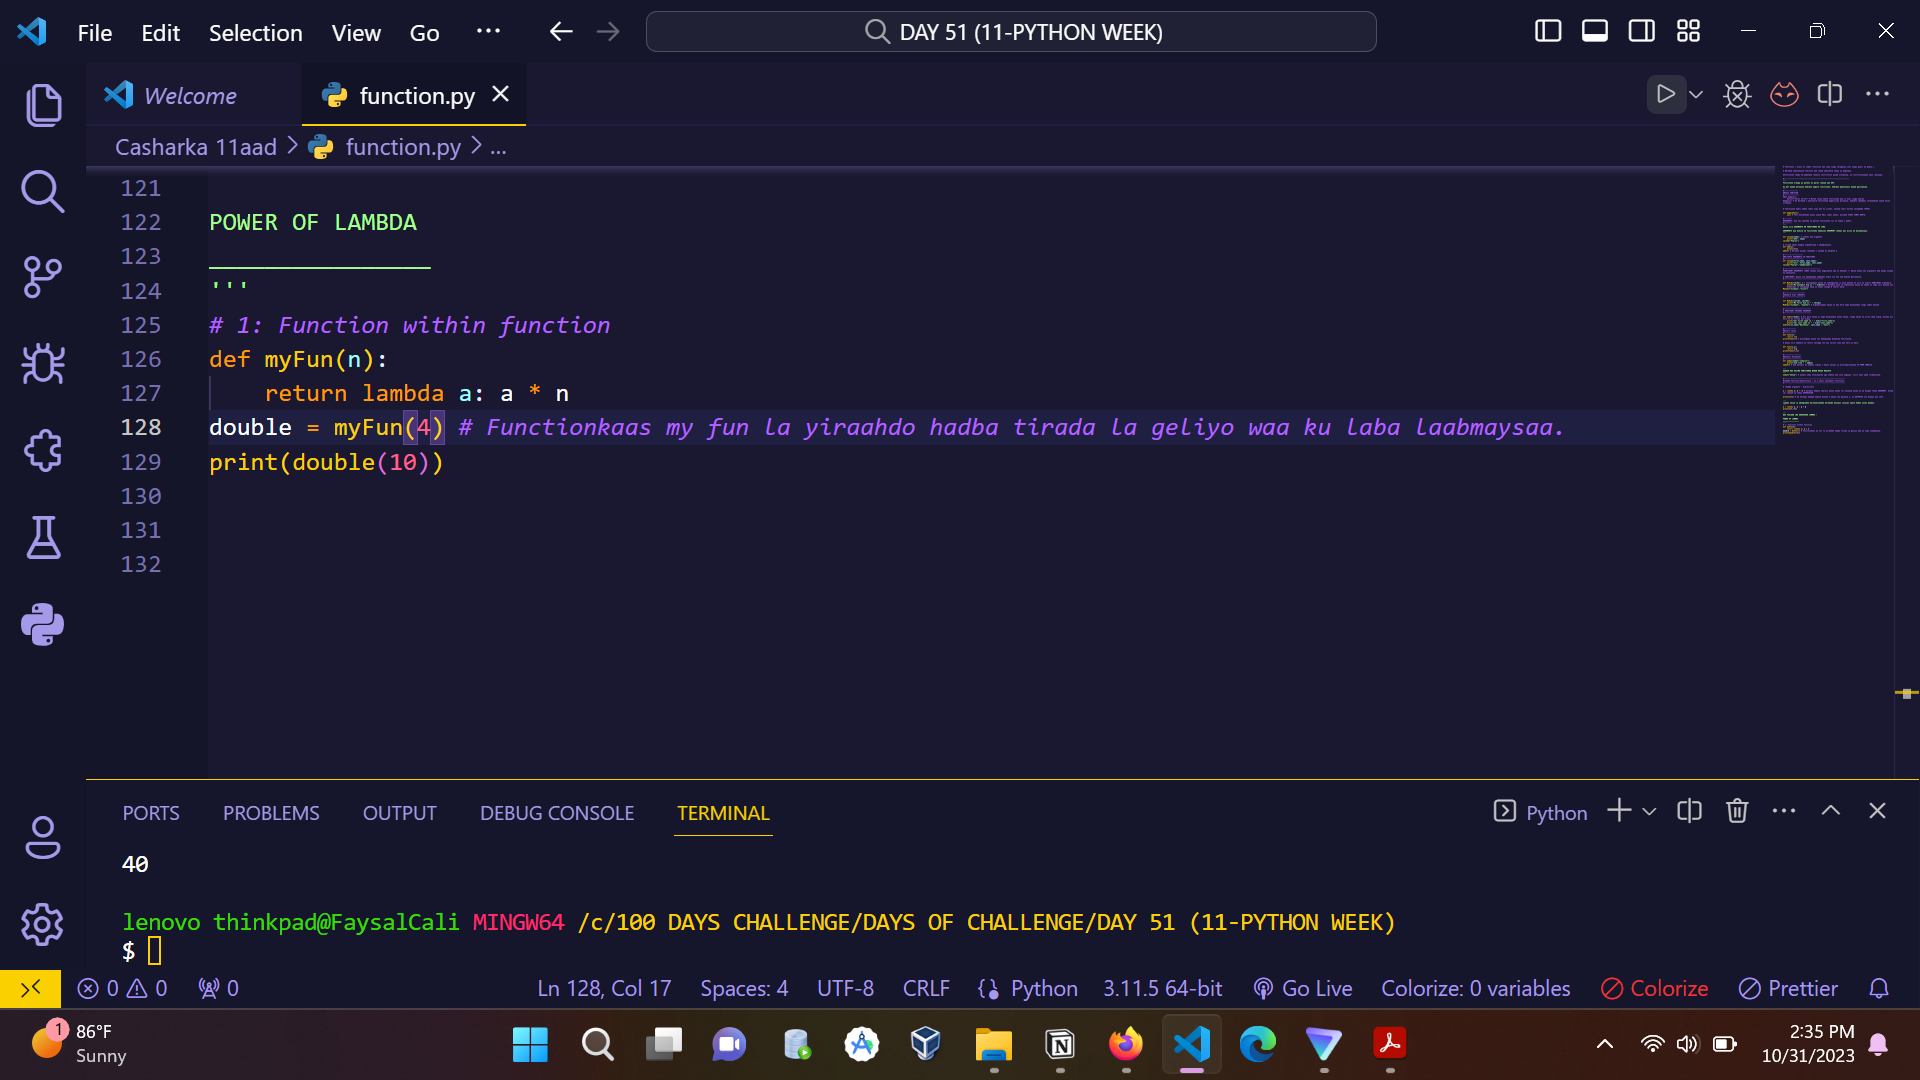 File Edit Selection View Go ··· DAY 51 (11-PYTHON WEEK)
Welcome function.py
Casharka 11aad > function.py > ...
121
122 POWER OF LAMBDA
123 ________________
124 '''
125 # 1: Function within function
126 def myFun(n):
127 return lambda a: a * n
128 double = myFun(4) # Functionkaas my fun la yiraahdo hadba tirada la geliyo waa ku laba laabmaysaa.
129 print(double(10))
130
131
132
PORTS PROBLEMS OUTPUT DEBUG CONSOLE TERMINAL Python
40
lenovo thinkpad@FaysalCali MINGW64 /c/100 DAYS CHALLENGE/DAYS OF CHALLENGE/DAY 51 (11-PYTHON WEEK)
$
0 0 0 Ln 128, Col 17 Spaces: 4 UTF-8 CRLF Python 3.11.5 64-bit Go Live Colorize: 0 variables Colorize Prettier
1 86°F
Sunny
2:35 PM
10/31/2023